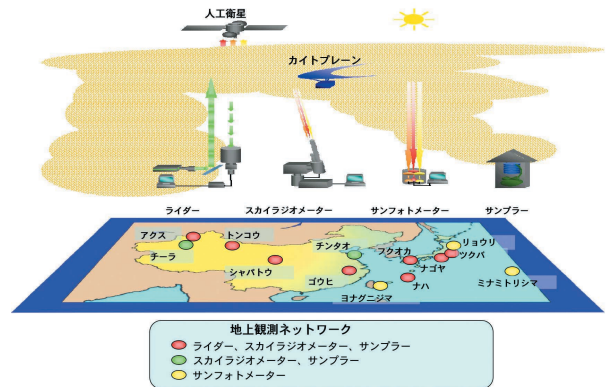 人工衛星
カイトプレーン
ライダー
スカイラジオメーター
サンフォトメーター
サンプラー
アクス
トンコウ
チンタオ
フクオカ
リョウリ
チーラ
シャバトウ
ゴウヒ
ナゴヤ
ツクバ
ナハ
ヨナグニジマ
ミナミトリシマ
地上観測ネットワーク
ライダー、スカイラジオメーター、サンプラー
スカイラジオメーター、サンプラー
サンフォトメーター